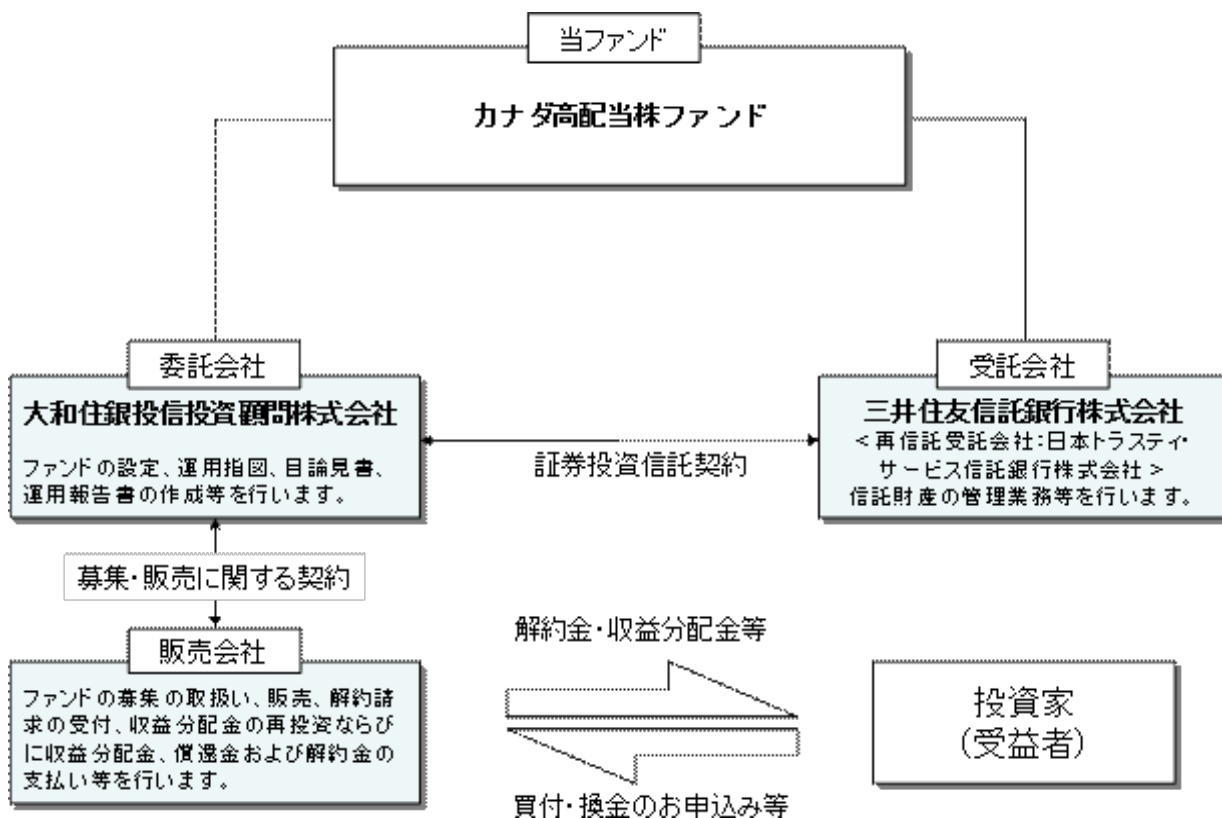 当ファンド
カナダ高配当株ファンド
委託会社
大和住銀投信投資顧問株式会社
ファンドの設定、運用指図、目論見書、
運用報告書の作成等を行います。
証券投資信託契約
受託会社
三井住友信託銀行株式会社
<再信託受託会社:日本トラスティ・
サービス信託銀行株式会社>
信託財産の管理業務等を行います。
募集・販売に関する契約
販売会社
ファンドの募集の取扱い、販売、解約請
求の受付、収益分配金の再投資ならび
に収益分配金、償還金および解約金の
支払い等を行います。
解約金・収益分配金等
買付・換金のお申込み等
投資家
(受益者)